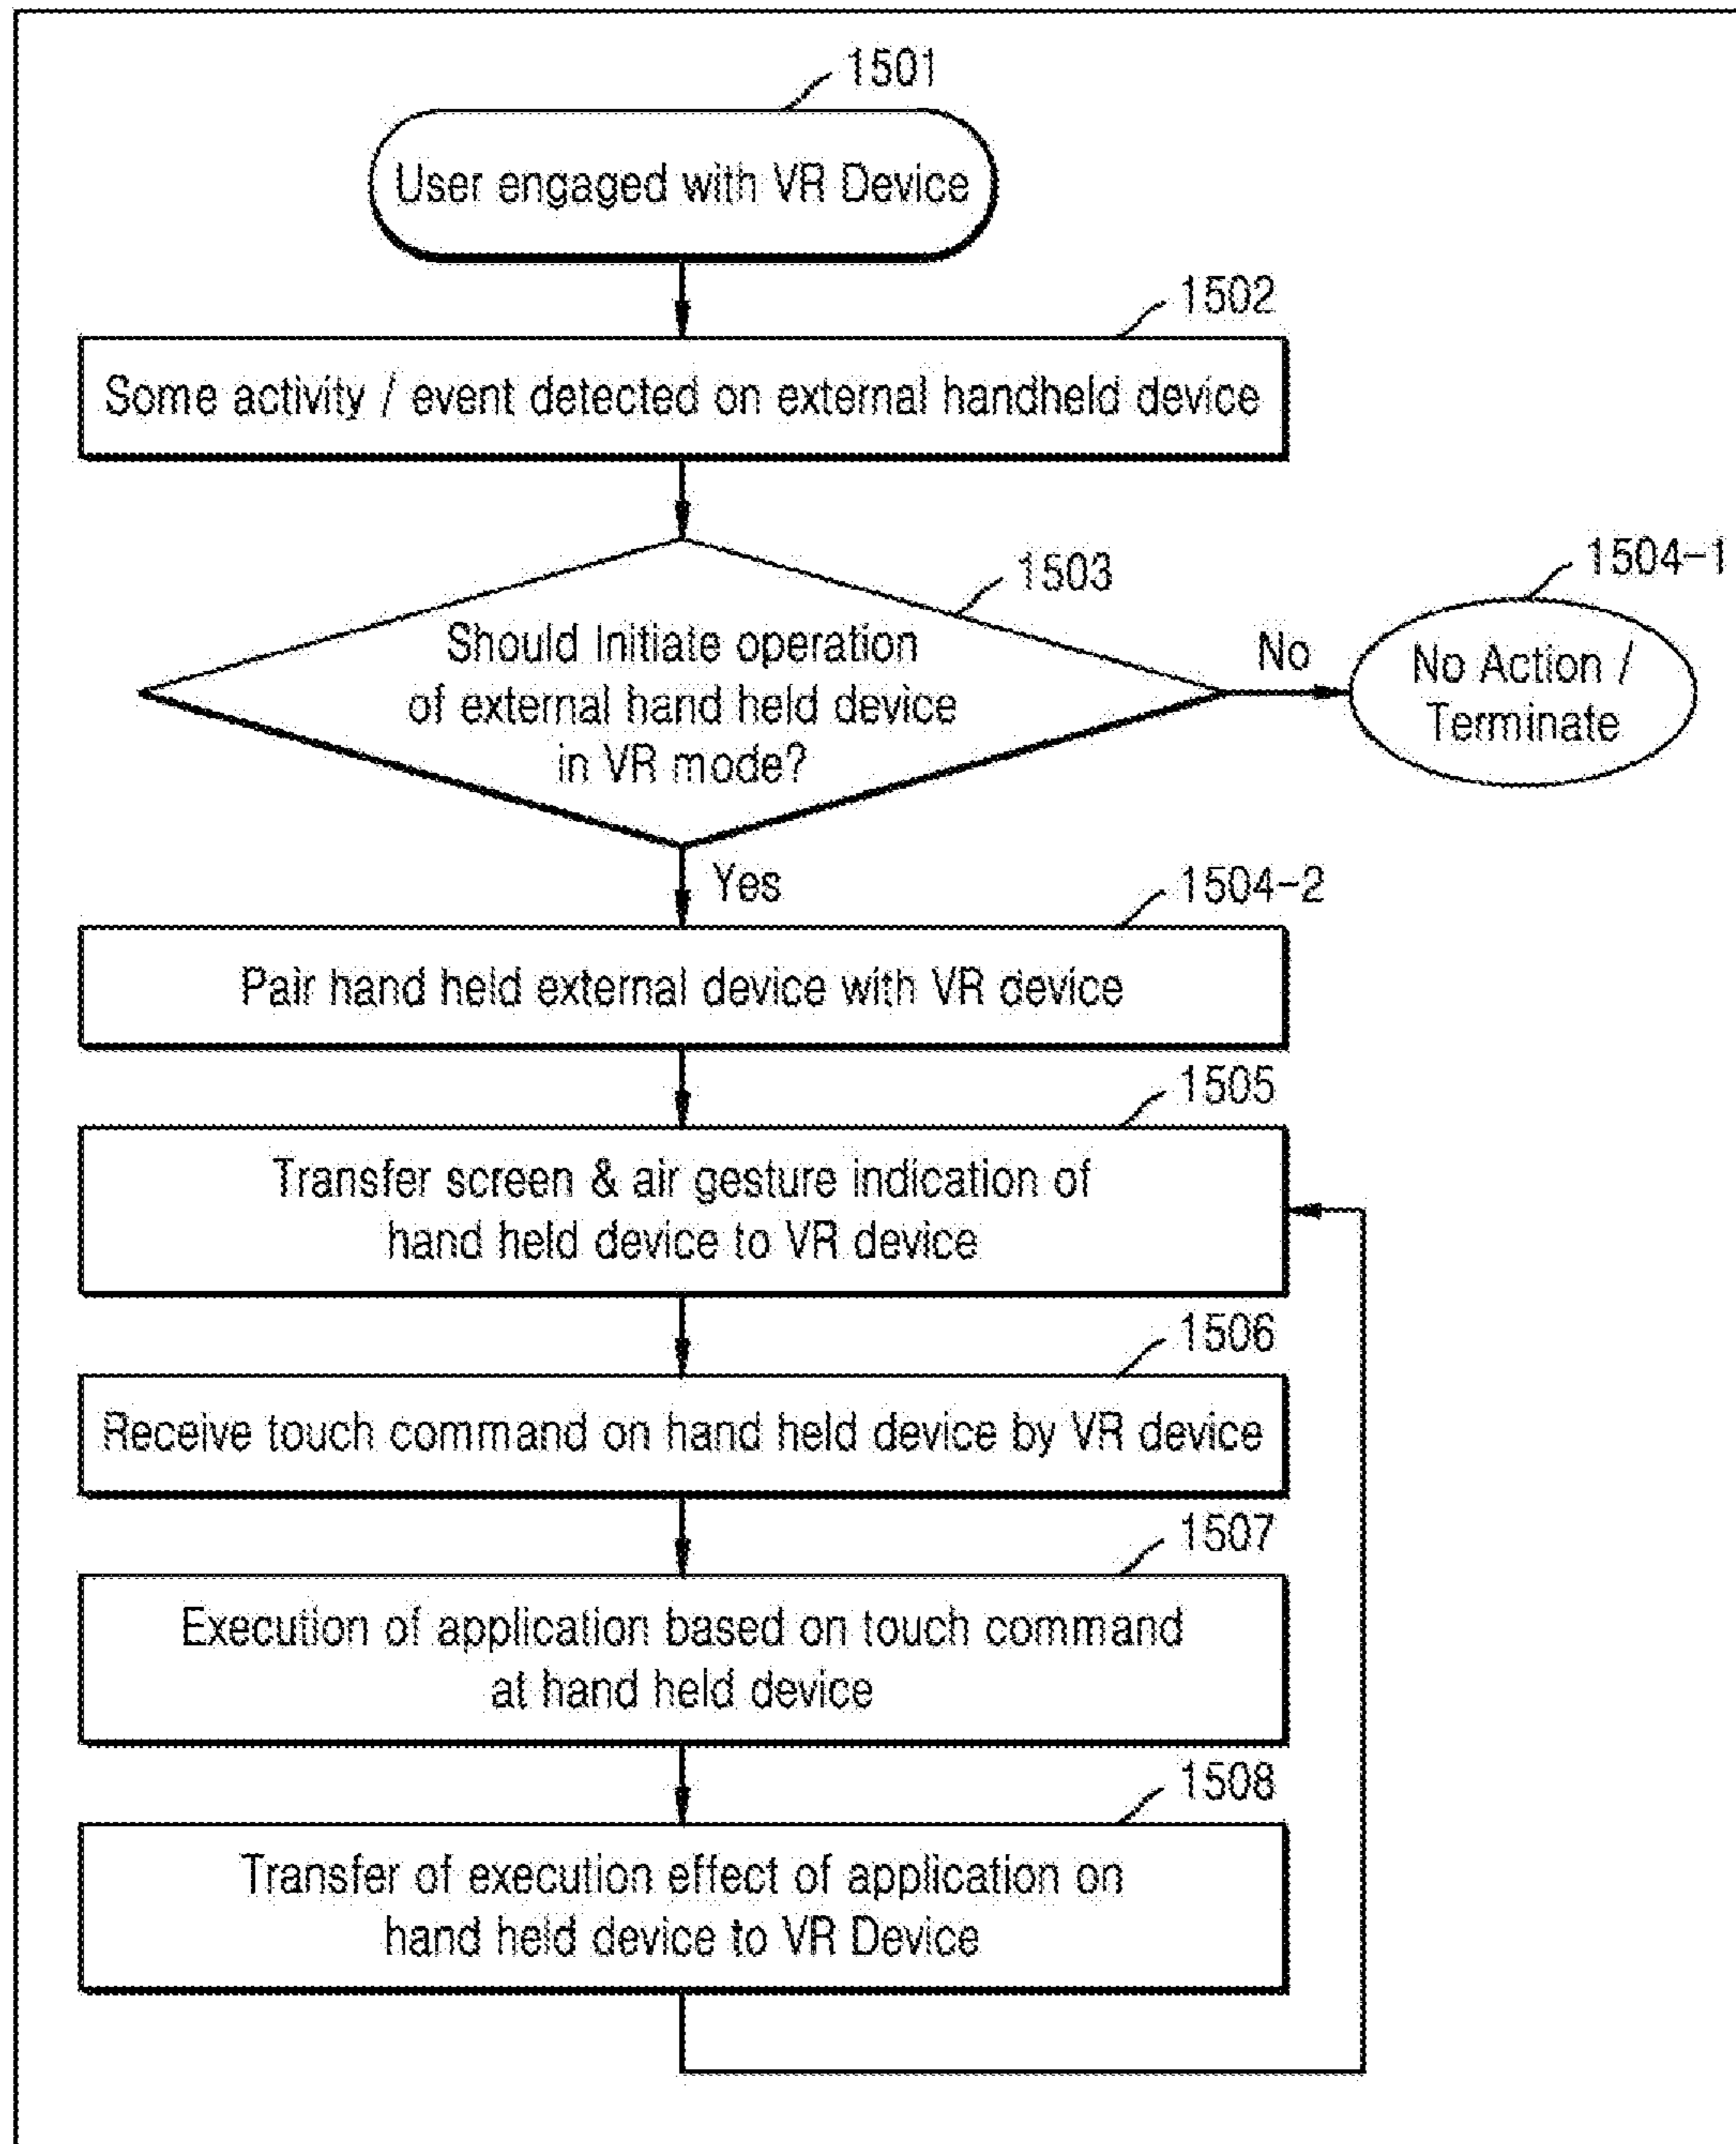 1501
User engaged with VR Device
1502
Some activity / event detected on external handheld device
1503
Should Initiate operation
of external hand held device
in VR mode?
No
1504-1
No Action /
Terminate
Yes
1504-2
Pair hand held external device with VR device
1505
Transfer screen & air gesture indication of
hand held device to VR device
1506
Receive touch command on hand held device by VR device
1507
Execution of application based on touch command
at hand held device
1508
Transfer of execution effect of application on
hand held device to VR Device